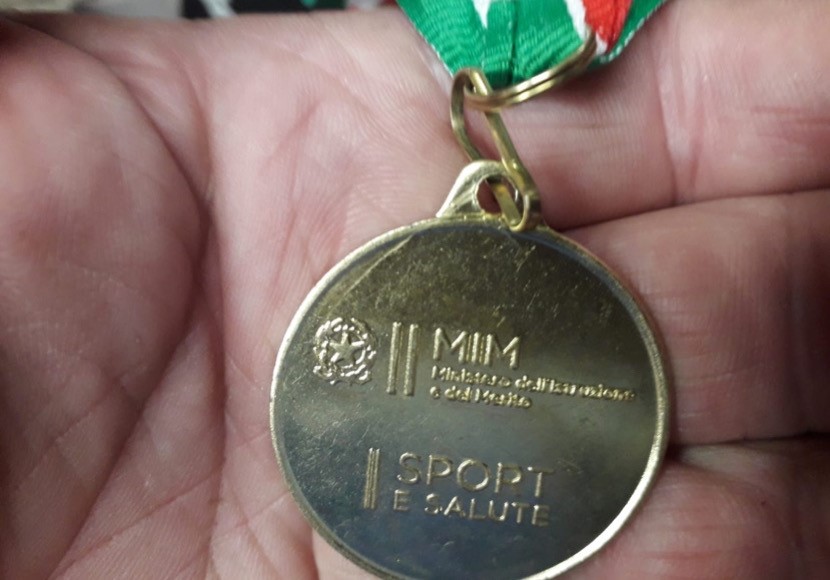 MIM
Ministero dell'Istruzione
e del Merito
SPORT
E SALUTE